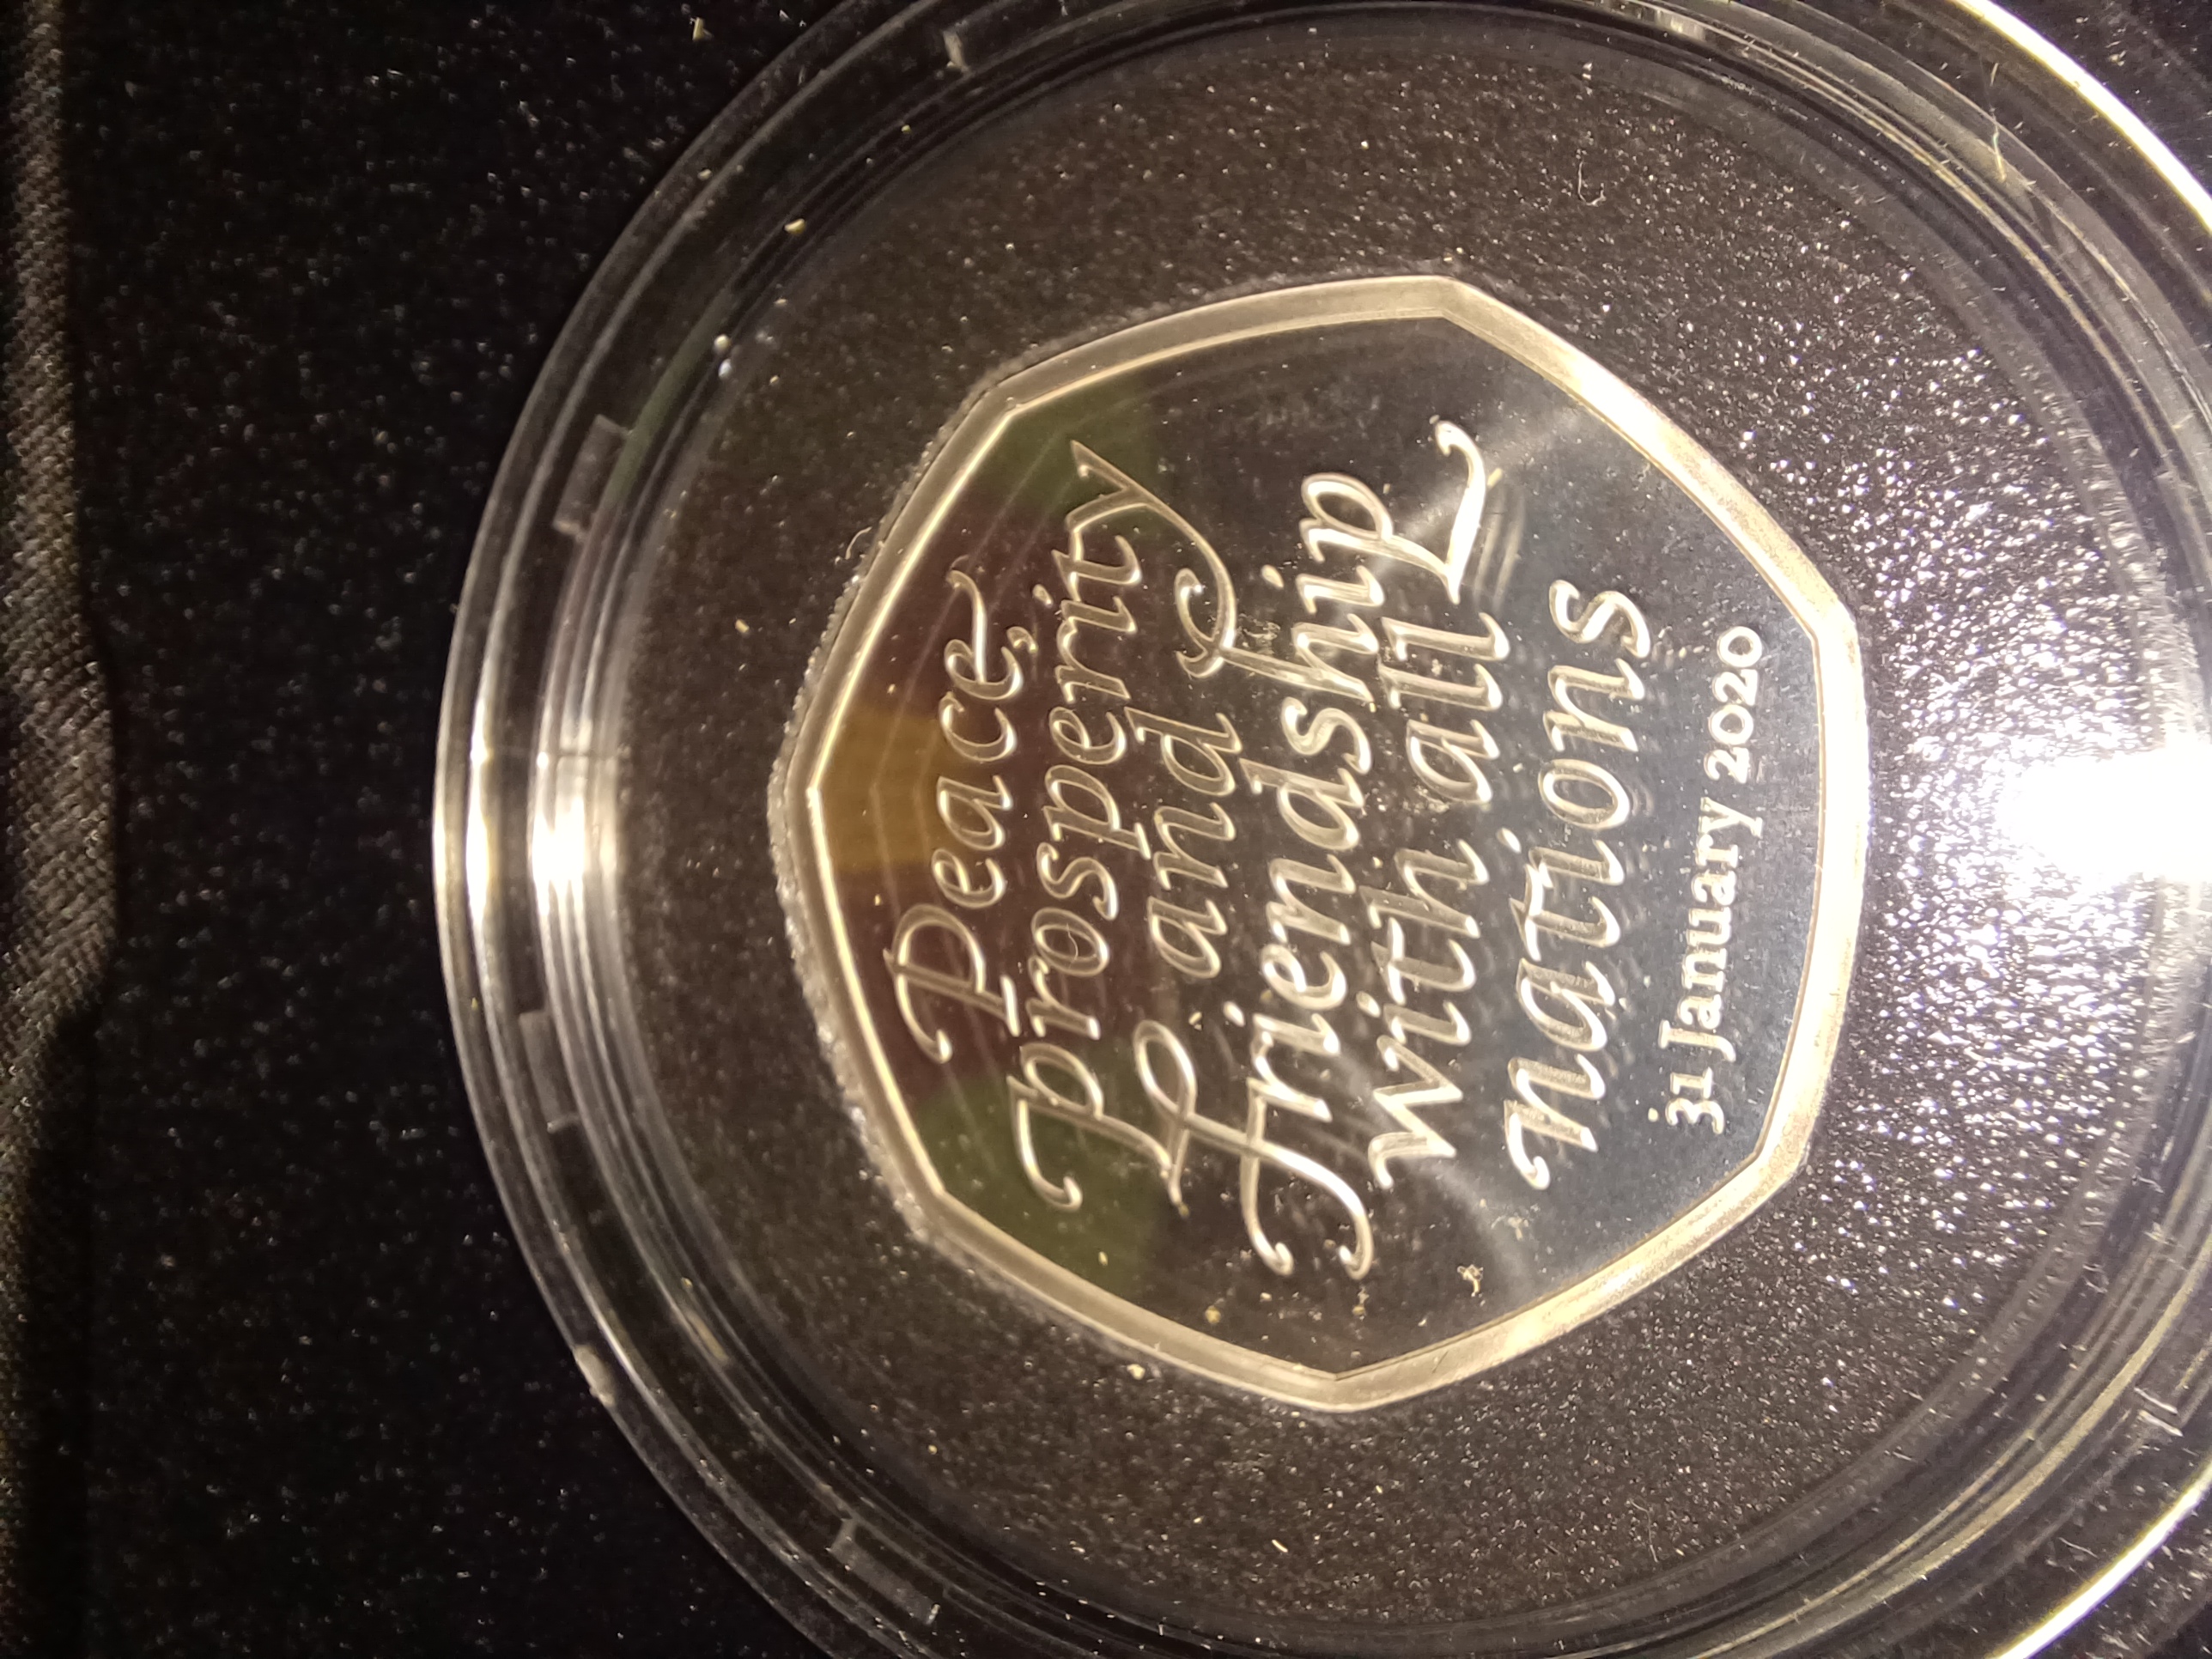 Peace,
prosperity
and
friendship
with all
nations
31 January 2020